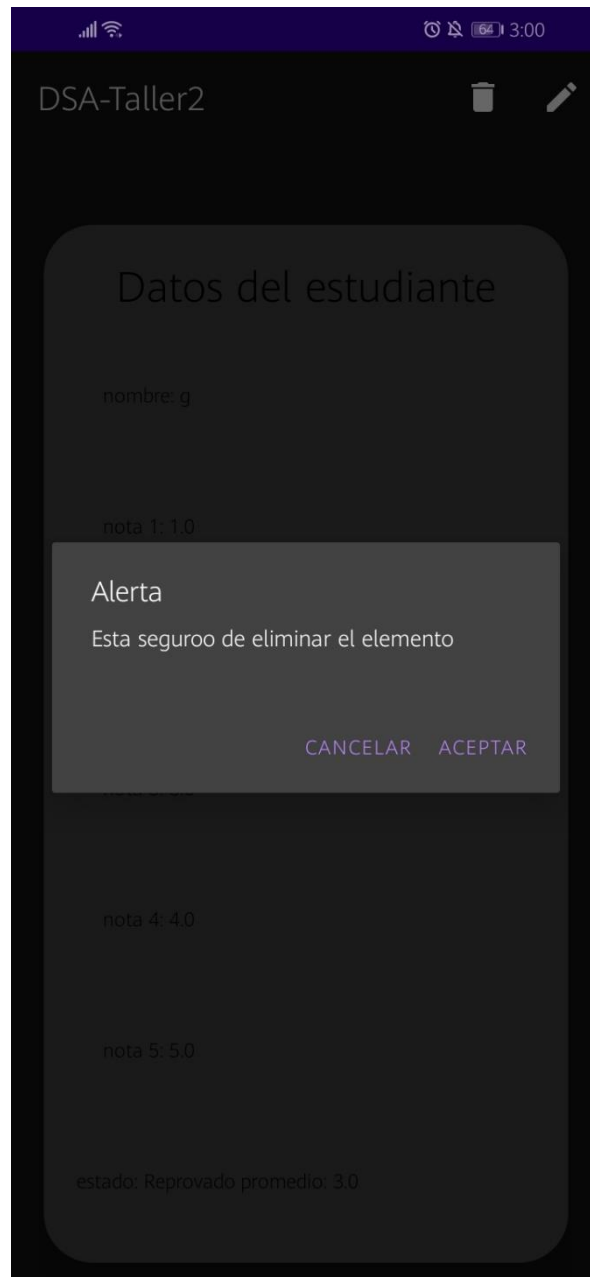 64 3:00
DSA-Taller2
Datos del estudiante
nombre: g
nota 1: 1.0
Alerta
Esta seguroo de eliminar el elemento
CANCELAR ACEPTAR
nota 4: 4.0
nota 5: 5.0
estado: Reprovado promedio: 3.0